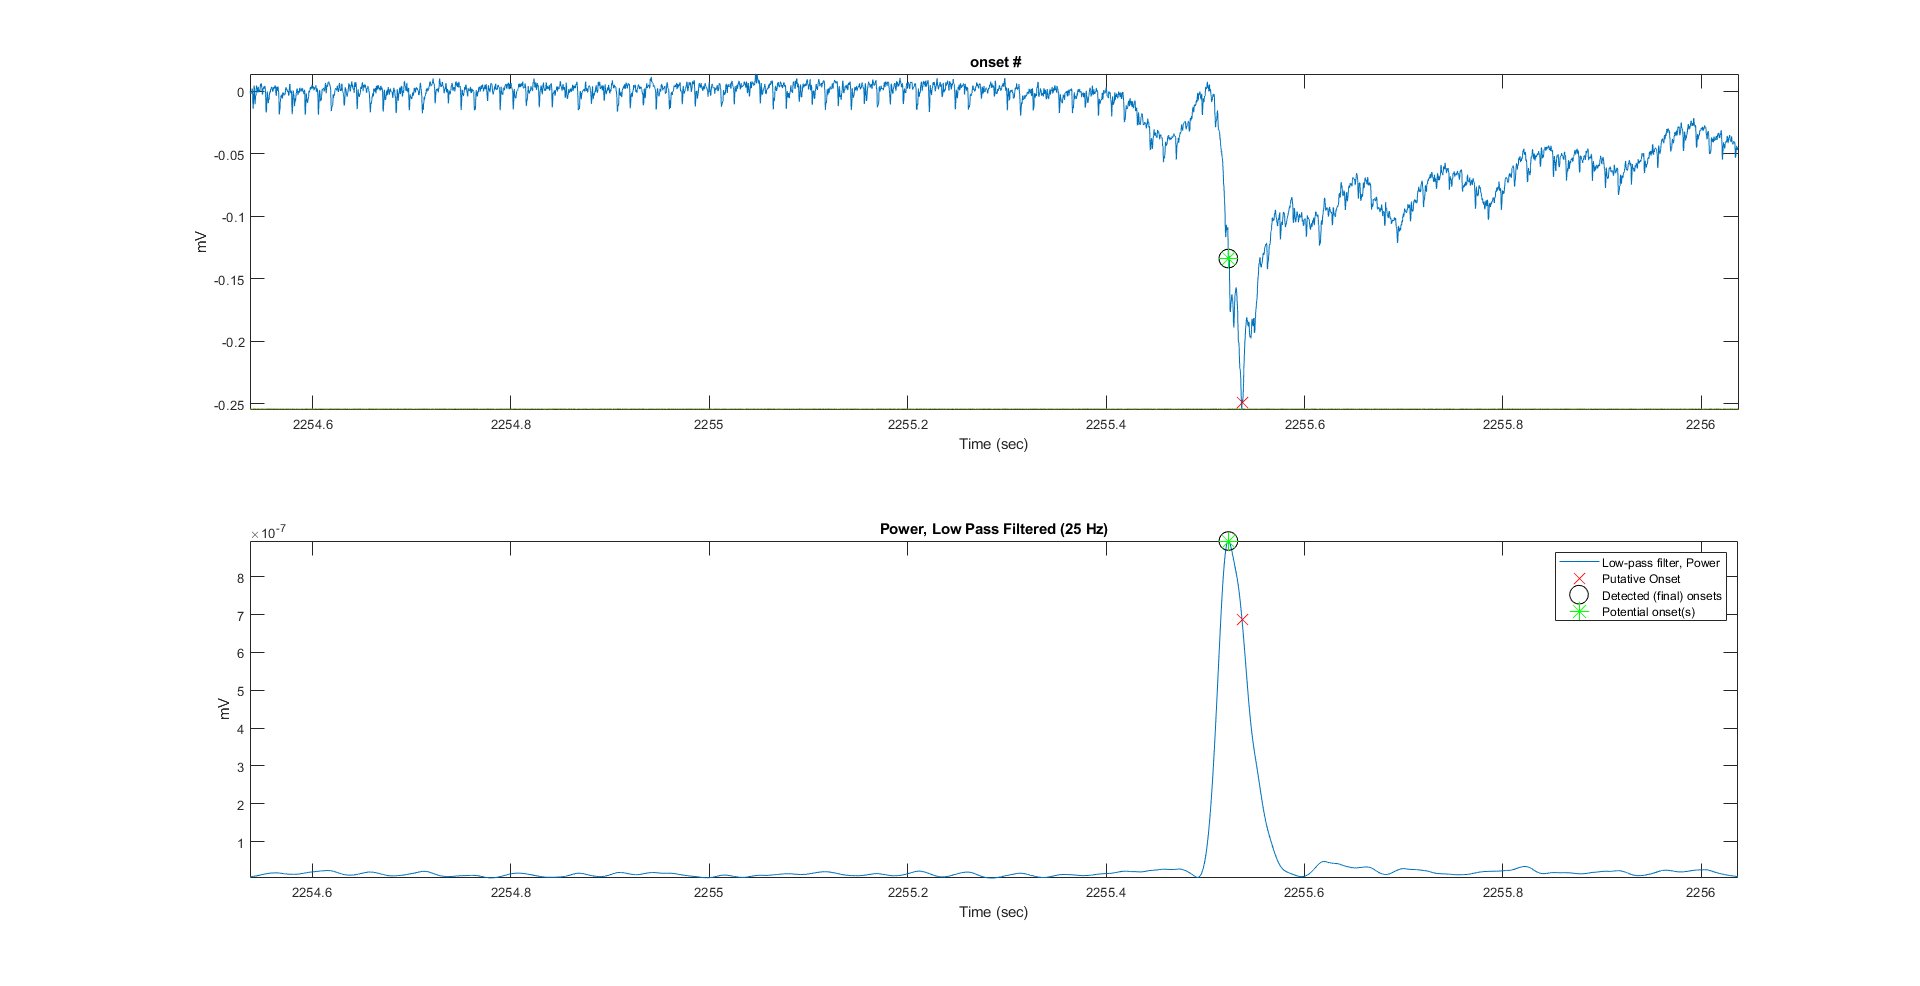 onset #
0
-0.05
-0.1
-0.15
-0.2
-0.25
mV
2254.6 2254.8 2255 2255.2 2255.4 2255.6 2255.8 2256
Time (sec)
Power, Low Pass Filtered (25 Hz)
×10-7
8
7
6
5
4
3
2
1
mV
Low-pass filter, Power
Putative Onset
Detected (final) onsets
Potential onset(s)
2254.6 2254.8 2255 2255.2 2255.4 2255.6 2255.8 2256
Time (sec)